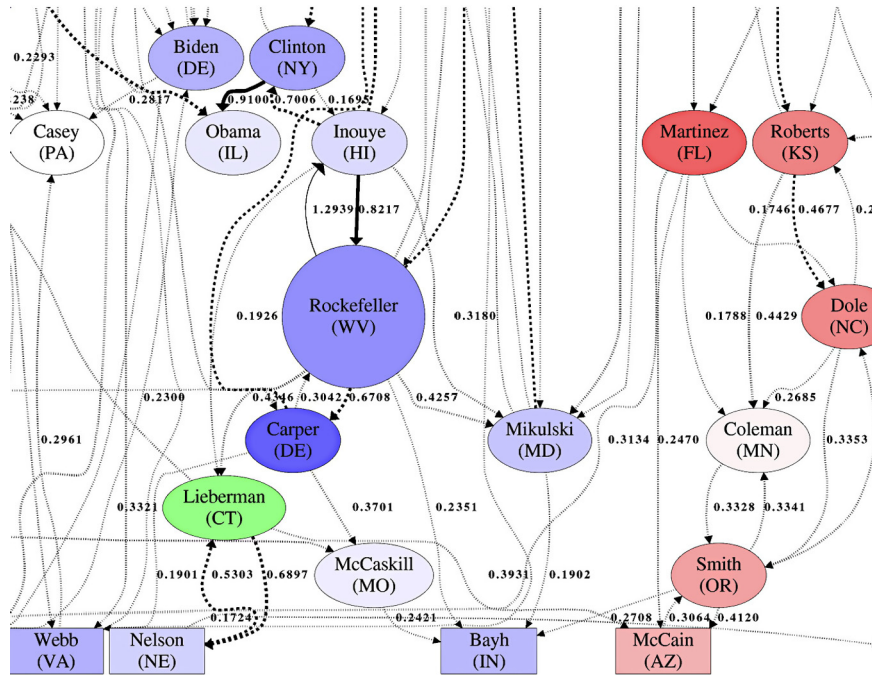 Biden
(DE)
Clinton
(NY)
0.2293
.238
0.2817
0.9100
0.7006
0.1695
Casey
(PA)
Obama
(IL)
Inouye
(HI)
Martinez
(FL)
Roberts
(KS)
1.2939
0.8217
0.1746
0.4677
0.2
Rockefeller
(WV)
Dole
(NC)
0.1926
0.3180
0.1788
0.4429
0.2300
0.4346
0.3042
0.6708
0.4257
0.2685
Carper
(DE)
Mikulski
(MD)
Coleman
(MN)
0.2961
0.3134
0.2470
0.3353
Lieberman
(CT)
0.3321
0.3701
0.2351
0.3328
0.3341
McCaskill
(MO)
Smith
(OR)
0.1901
0.5303
0.6897
0.3931
0.1902
0.1724
0.2421
0.2708
0.3064
0.4120
Webb
(VA)
Nelson
(NE)
Bayh
(IN)
McCain
(AZ)